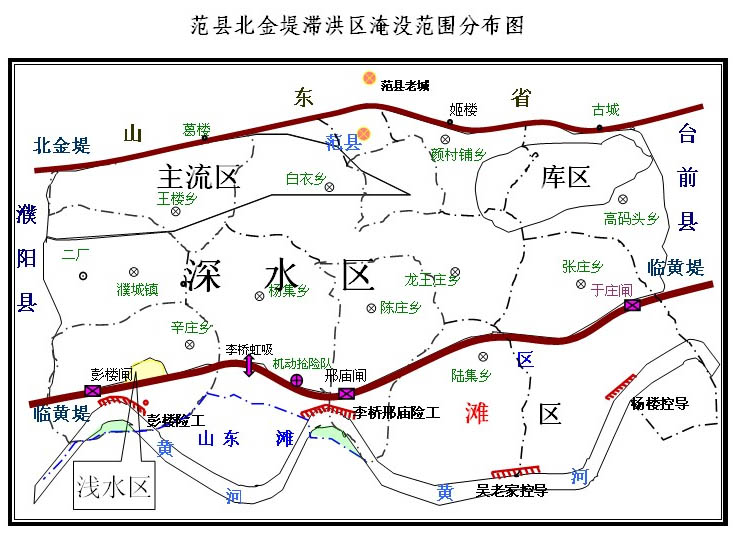 范县北金堤滞洪区淹没范围分布图
范县老城
山 东 省
姬楼
古城
北金堤
葛楼
范县
颜村铺乡
台前县
主流区
白衣乡
库区
王楼乡
高码头乡
濮阳县
二厂
深水区
濮城镇
杨集乡
龙王庄乡
陈庄乡
张庄乡
临黄堤
于庄闸
辛庄乡
李桥虹吸
彭楼闸
机动抢险队
邢庙闸
陆集乡
区
临黄堤
彭楼险工
李桥邢庙险工
滩 区
杨楼控导
山东 滩
黄 河 黄 河
浅水区
吴老家控导